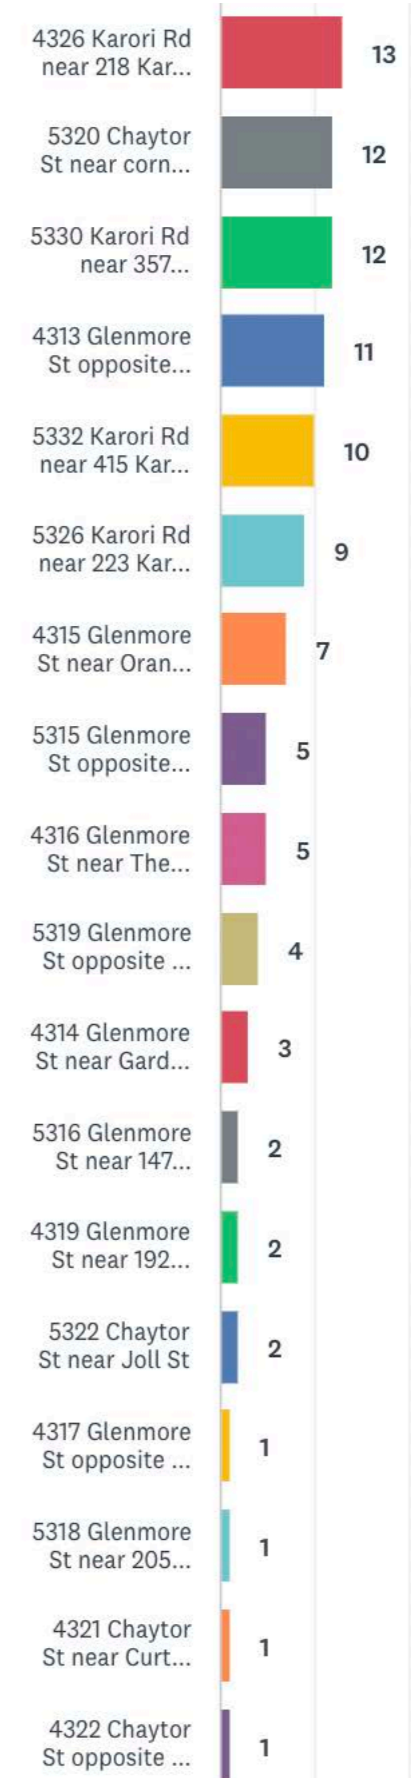 4326 Karori Rd
near 218 Kar...
13
5320 Chaytor
St near corn...
12
5330 Karori Rd
near 357...
12
4313 Glenmore
St opposite...
11
5332 Karori Rd
near 415 Kar...
10
5326 Karori Rd
near 223 Kar...
9
4315 Glenmore
St near Oran...
7
5315 Glenmore
St opposite...
5
4316 Glenmore
St near The...
5
5319 Glenmore
St opposite ...
4
4314 Glenmore
St near Gard...
3
5316 Glenmore
St near 147...
2
4319 Glenmore
St near 192...
2
5322 Chaytor
St near Joll St
2
4317 Glenmore
St opposite ...
1
5318 Glenmore
St near 205...
1
4321 Chaytor
St near Curt...
1
4322 Chaytor
St opposite ...
1